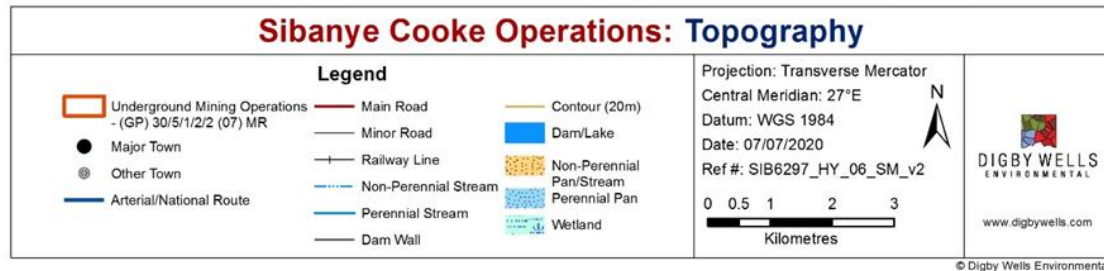 Sibanye Cooke Operations: Topography
Legend
Underground Mining Operations
- (GP) 30/5/1/2/2 (07) MR
Major Town
Other Town
Arterial/National Route
Main Road
Minor Road
Railway Line
Non-Perennial Stream
Perennial Stream
Dam Wall
Contour (20m)
Dam/Lake
Non-Perennial
Pan/Stream
Perennial Pan
Wetland
Projection: Transverse Mercator
Central Meridian: 27°E
Datum: WGS 1984
Date: 07/07/2020
Ref #: SIB6297_HY_06_SM_v2
N
0 0.5 1 2 3
Kilometres
DIGBY WELLS
ENVIRONMENTAL
www.digbywells.com
© Digby Wells Environmenta